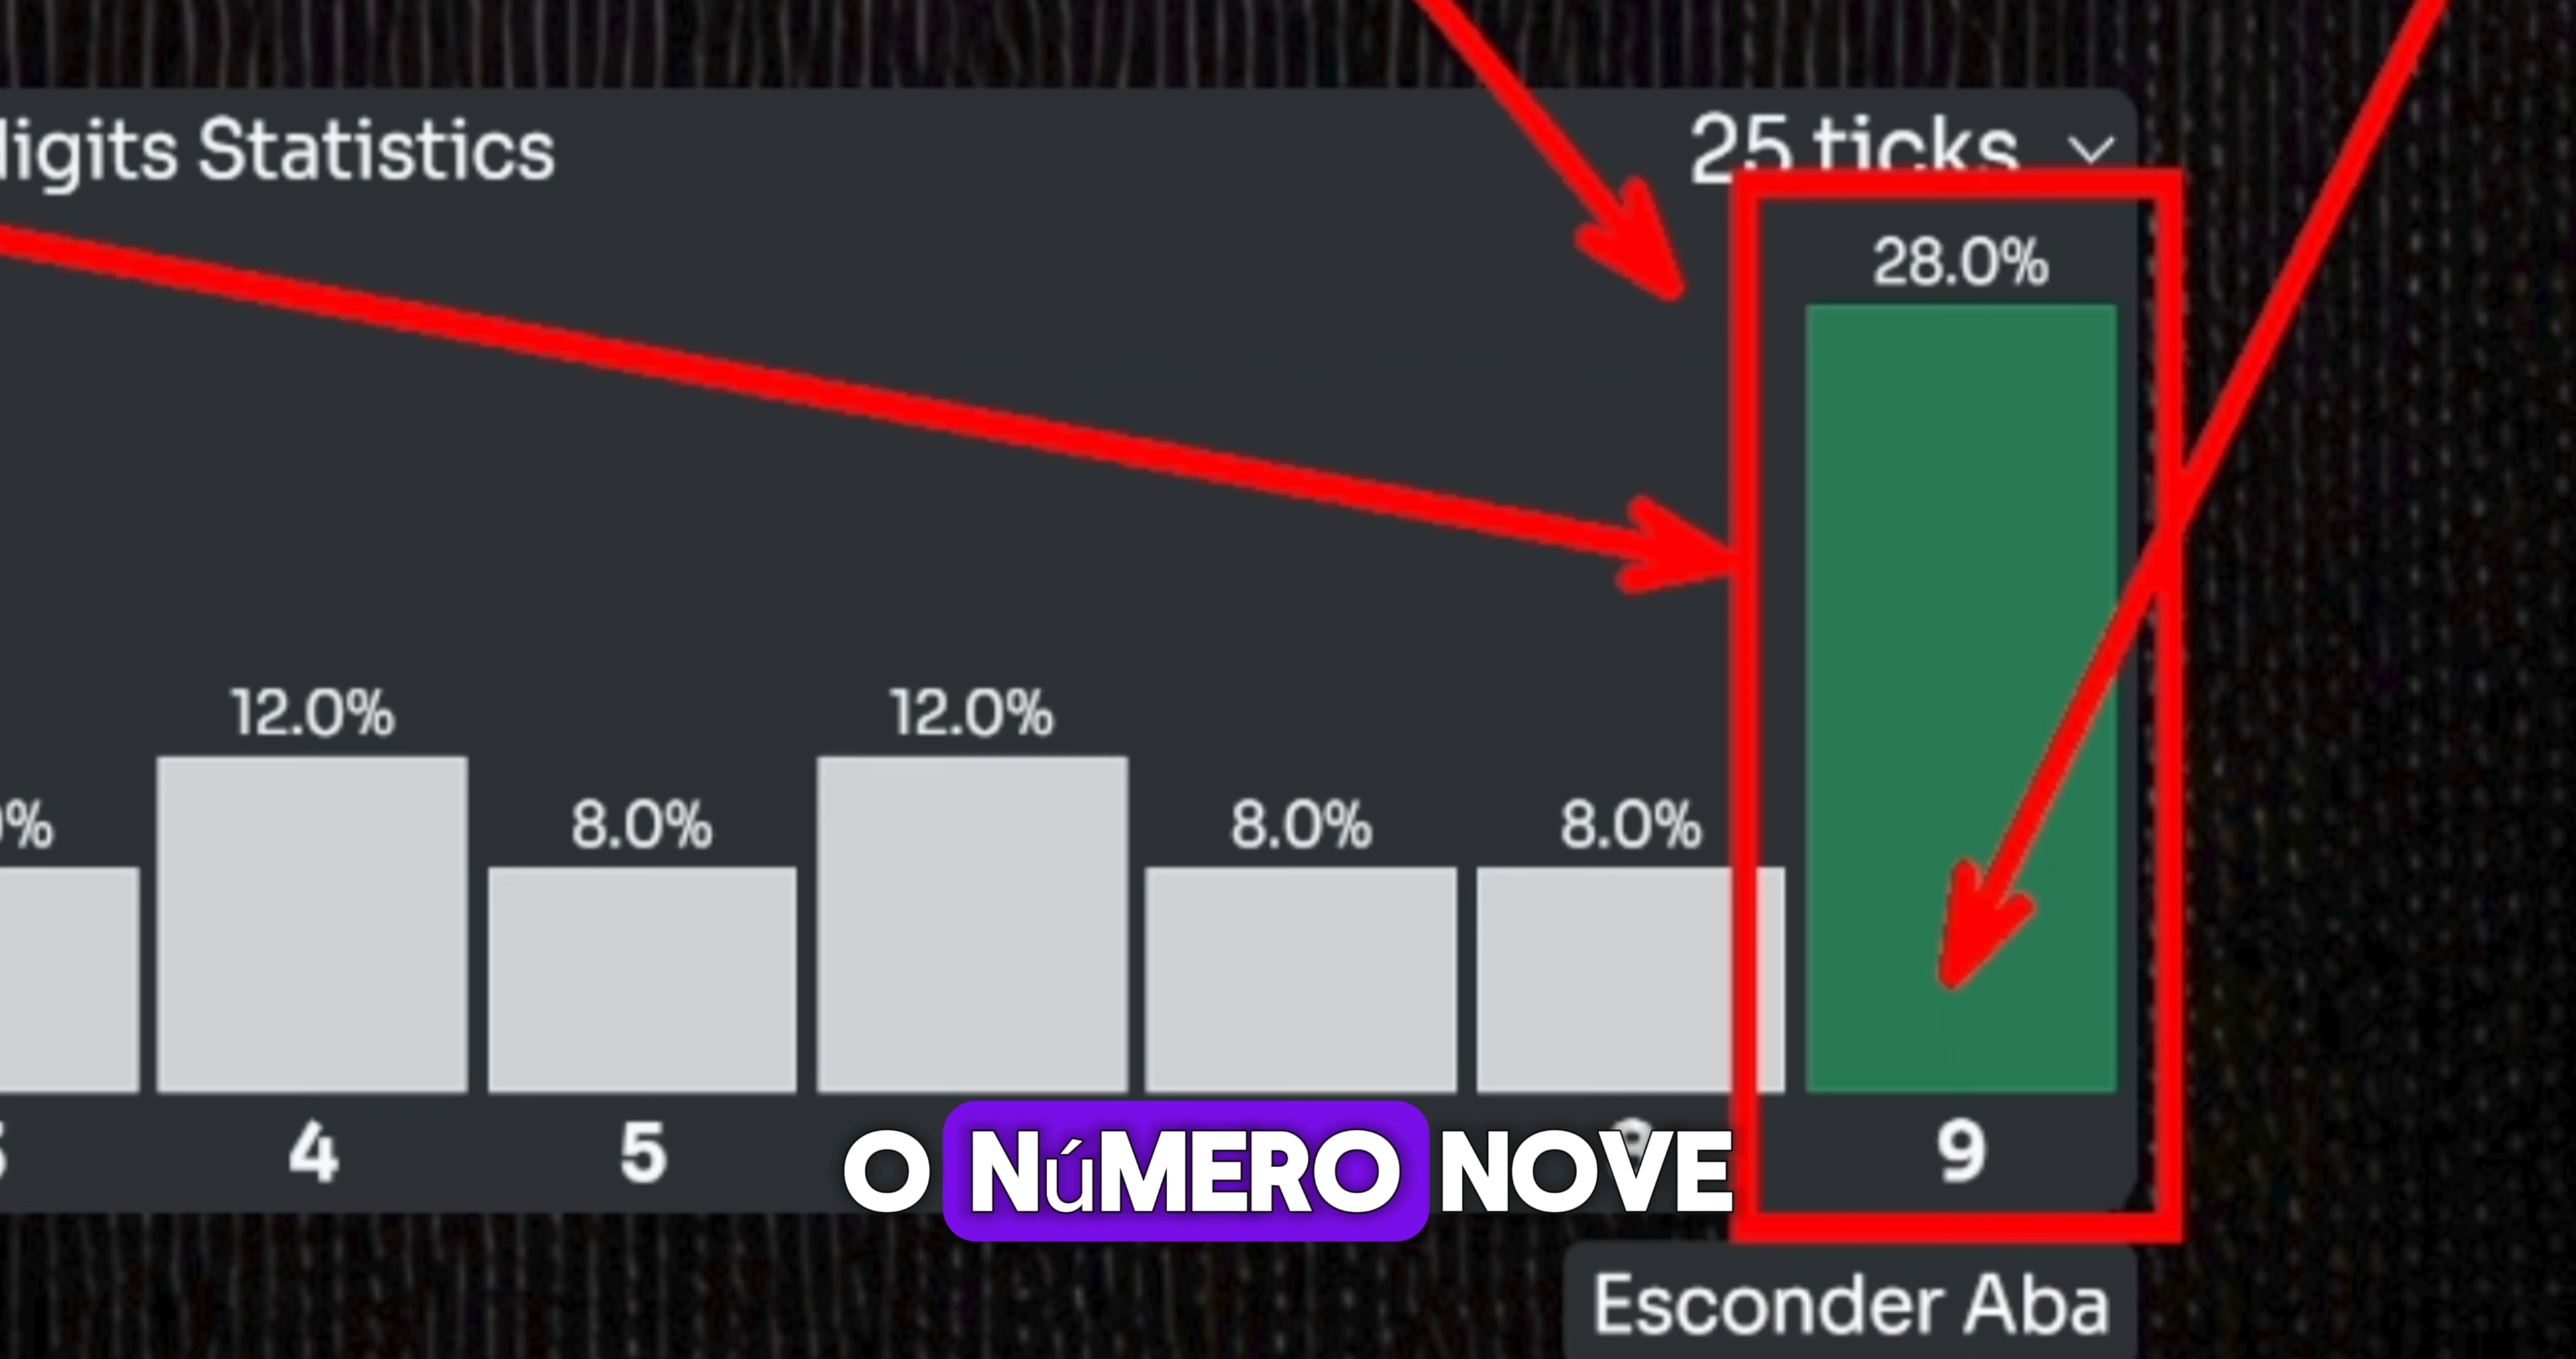 digits Statistics
25 ticks
28.0%
12.0%
12.0%
8.0%
8.0%
8.0%
4
5
9
O NúMERO NOVE
Esconder Aba